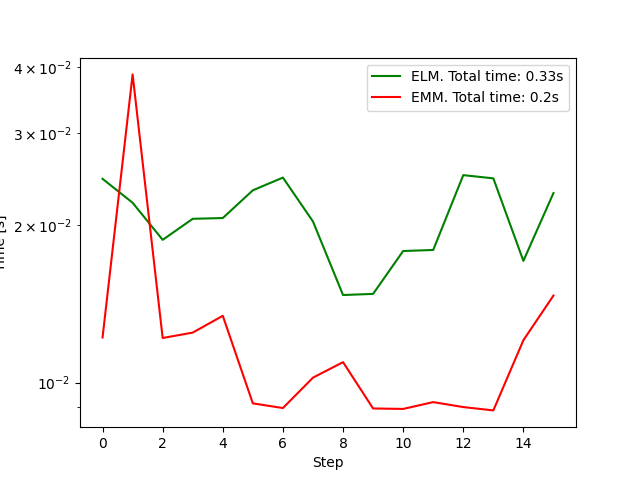 ELM. Total time: 0.33s
EMM. Total time: 0.2s
4 × 10⁻²
3 × 10⁻²
2 × 10⁻²
10⁻²
Time [s]
0 2 4 6 8 10 12 14
Step